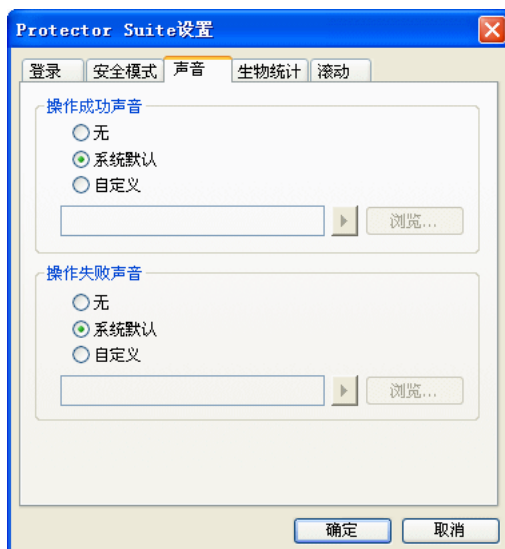 Protector Suite设置
登录 安全模式 声音 生物统计 滚动
操作成功声音
无
系统默认
自定义
浏览...
操作失败声音
无
系统默认
自定义
浏览...
确定 取消